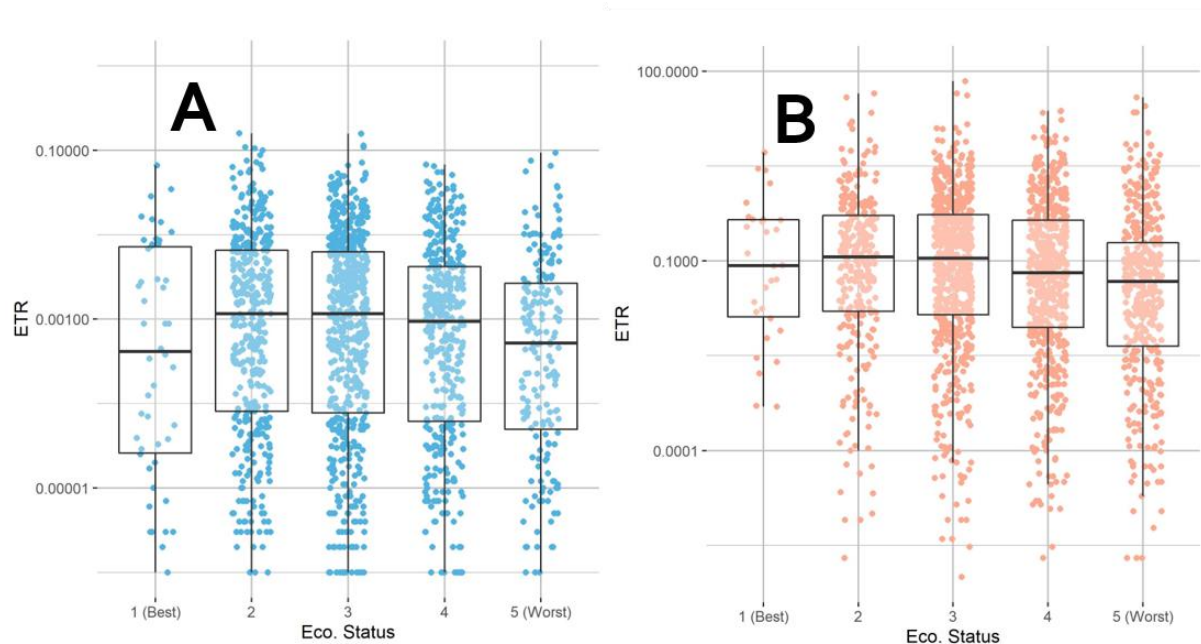 A
ETR
0.10000
0.00100
0.00001
1 (Best)
2
3
4
5 (Worst)
Eco. Status
B
ETR
100.0000
0.1000
0.0001
1 (Best)
2
3
4
5 (Worst)
Eco. Status